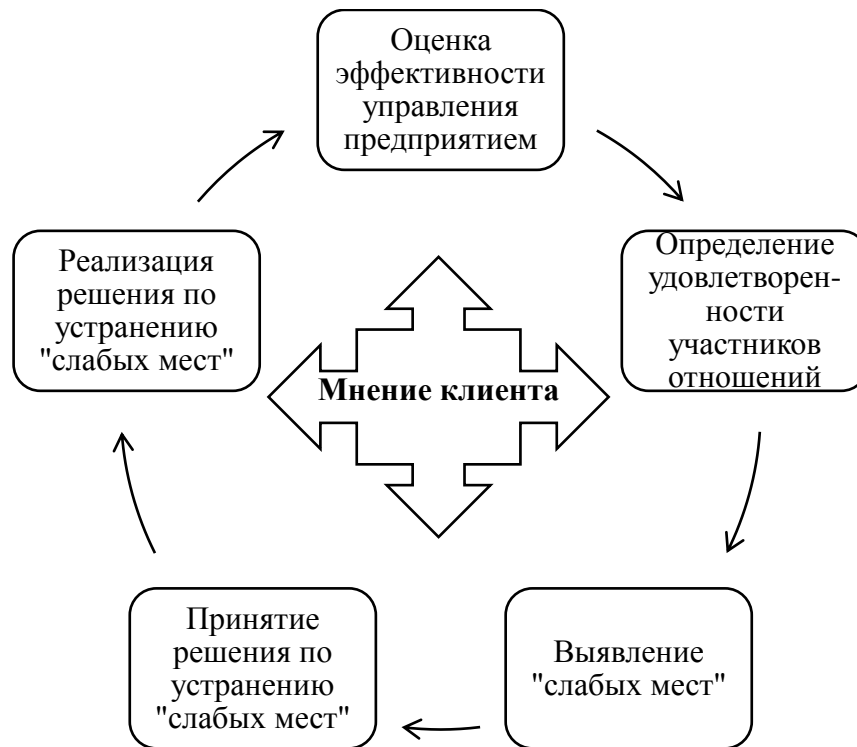 Оценка
эффективности
управления
предприятием
Определение
удовлетворен-
ности
участников
отношений
Выявление
"слабых мест"
Принятие
решения по
устранению
"слабых мест"
Реализация
решения по
устранению
"слабых мест"
Мнение клиента